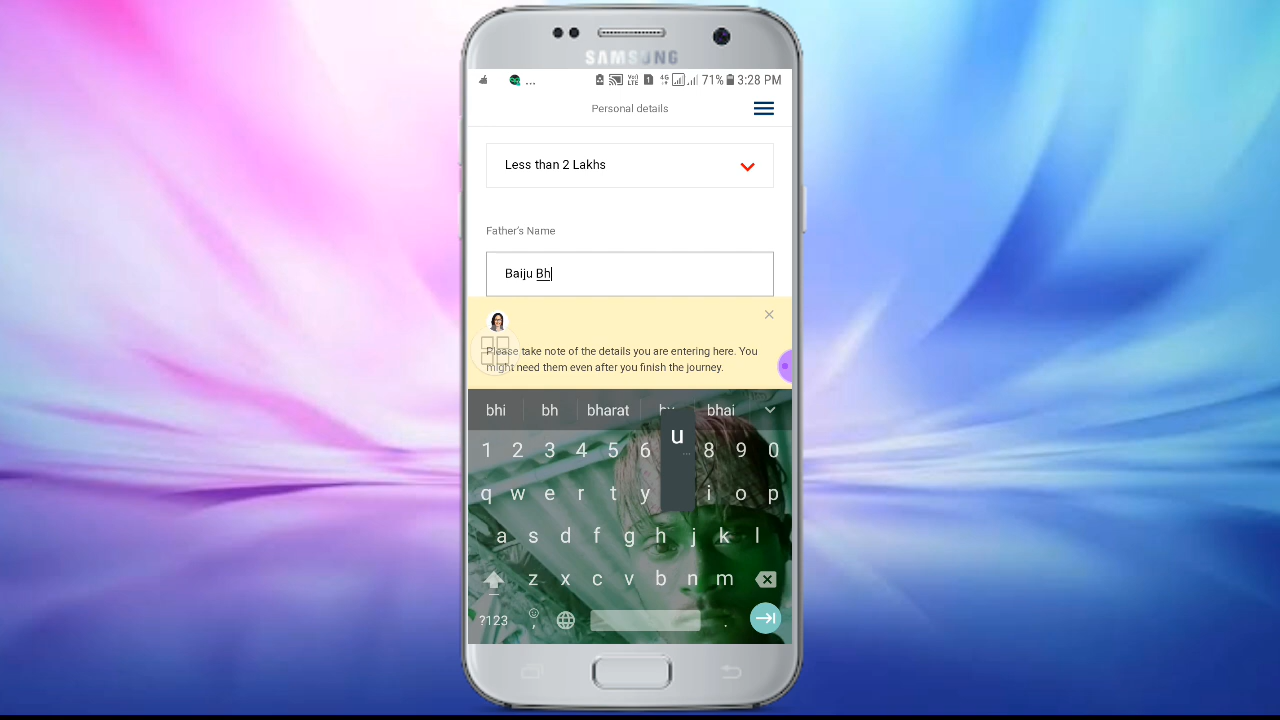 SAMSUNG
... 71% 3:28 PM
Personal details
Less than 2 Lakhs
Father's Name
Baiju Bh
Please take note of the details you are entering here. You
might need them even after you finish the journey.
bhi bh bharat bhai
u
...
1 2 3 4 5 6 8 9 0
q w e r t y i o p
a s d f g h j k l
z x c v b n m
?123 , .